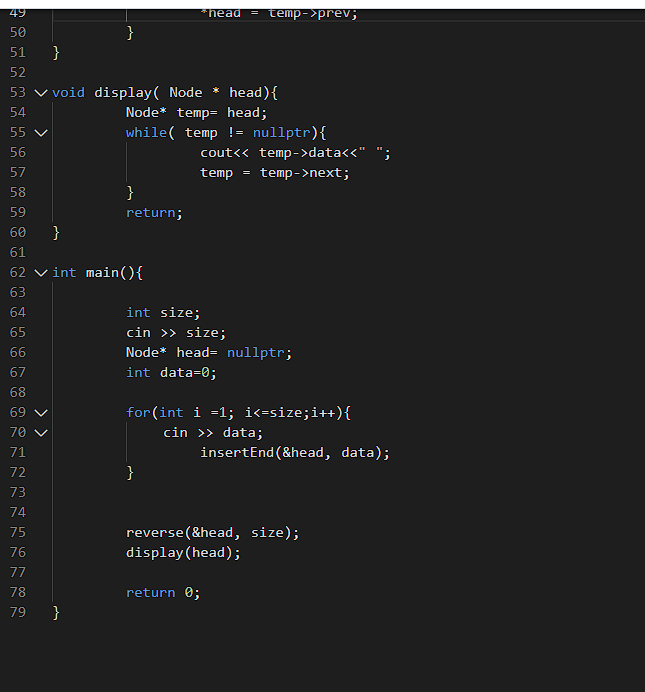 49 *head = temp->prev;
50 }
51 }
52
53 void display( Node * head){
54 Node* temp= head;
55 while( temp != nullptr){
56 cout<< temp->data<<" ";
57 temp = temp->next;
58 }
59 return;
60 }
61
62 int main(){
63
64 int size;
65 cin >> size;
66 Node* head= nullptr;
67 int data=0;
68
69 for(int i =1; i<=size;i++){
70 cin >> data;
71 insertEnd(&head, data);
72 }
73
74
75 reverse(&head, size);
76 display(head);
77
78 return 0;
79 }